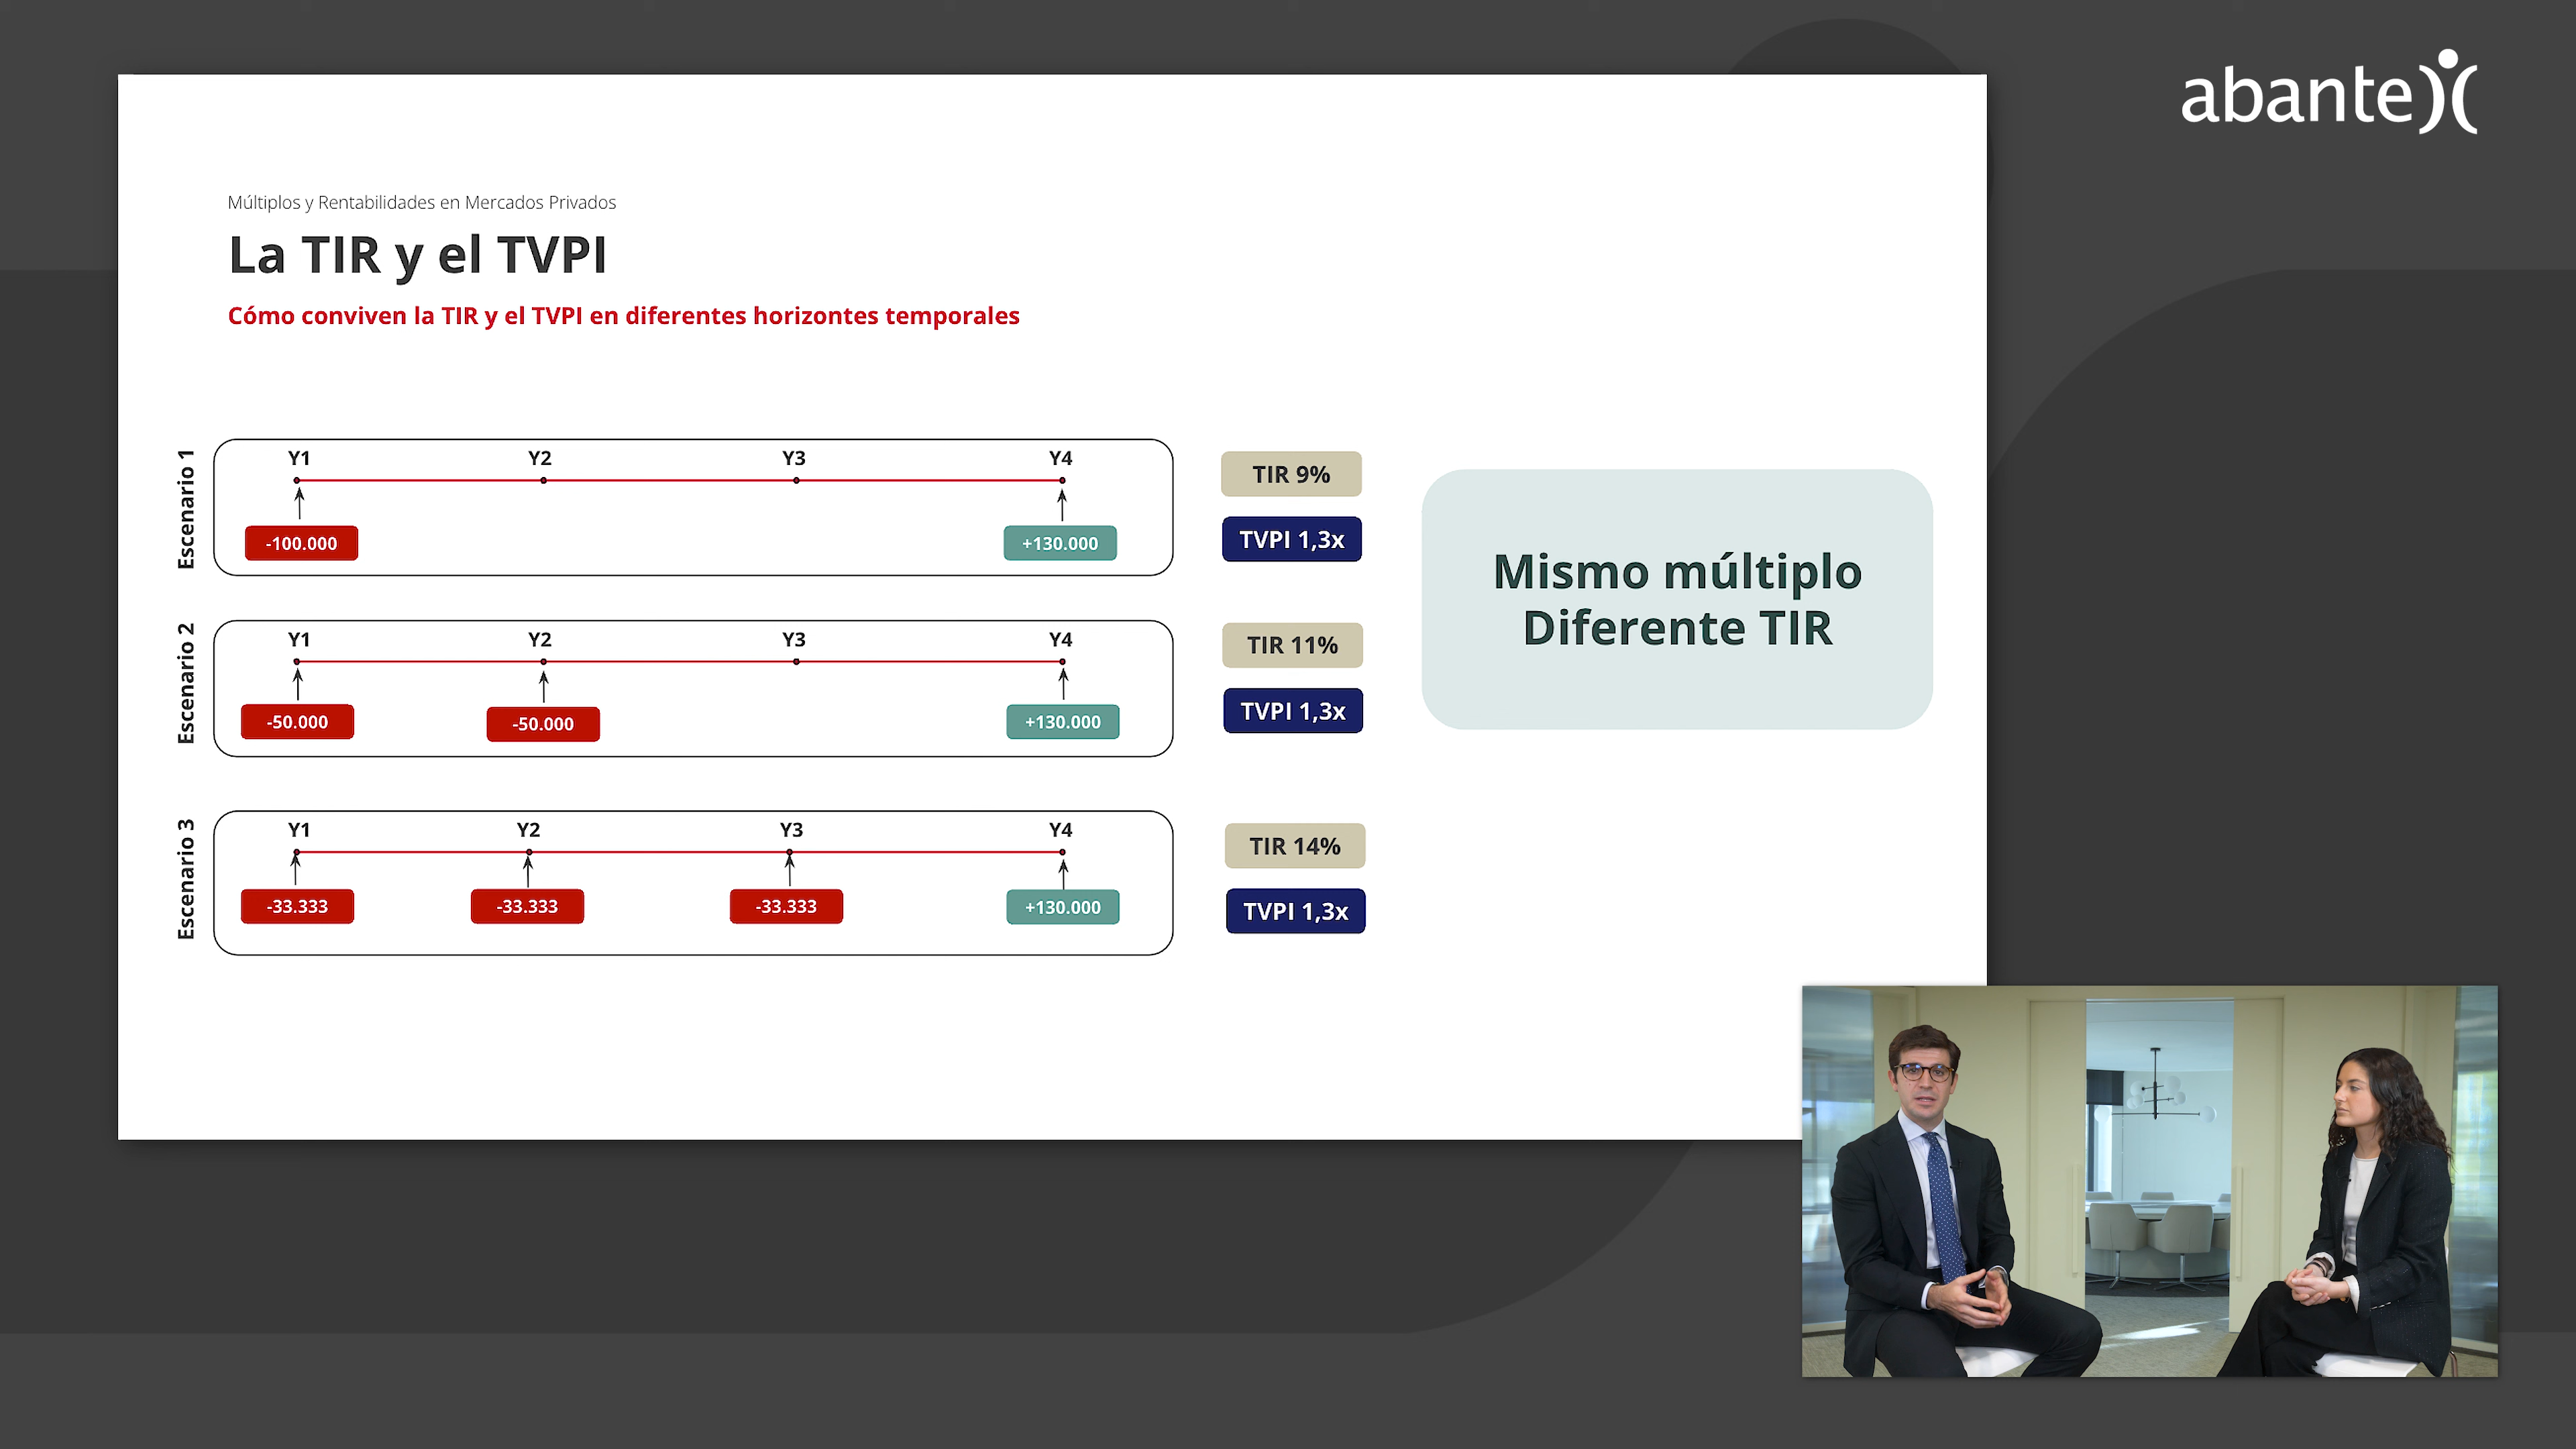 abante
Múltiplos y Rentabilidades en Mercados Privados
La TIR y el TVPI
Cómo conviven la TIR y el TVPI en diferentes horizontes temporales
Escenario 1
Y1 Y2 Y3 Y4
-100.000 +130.000
TIR 9%
TVPI 1,3x
Escenario 2
Y1 Y2 Y3 Y4
-50.000 -50.000 +130.000
TIR 11%
TVPI 1,3x
Escenario 3
Y1 Y2 Y3 Y4
-33.333 -33.333 -33.333 +130.000
TIR 14%
TVPI 1,3x
Mismo múltiplo
Diferente TIR